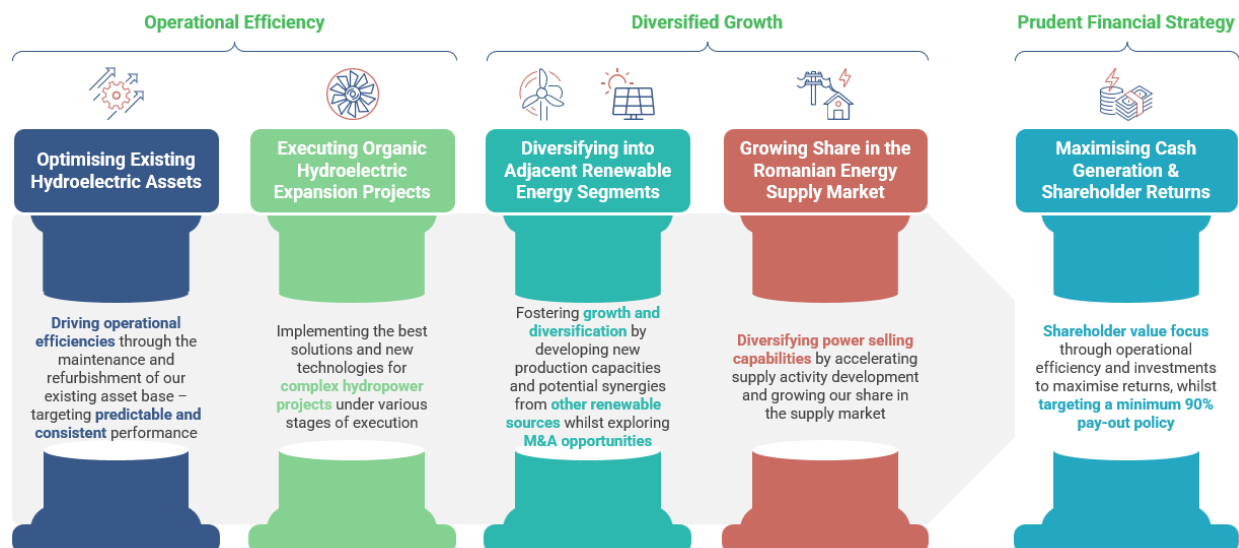 Operational Efficiency
Diversified Growth
Prudent Financial Strategy
Optimising Existing
Hydroelectric Assets
Executing Organic
Hydroelectric
Expansion Projects
Diversifying into
Adjacent Renewable
Energy Segments
Growing Share in the
Romanian Energy
Supply Market
Maximising Cash
Generation &
Shareholder Returns
Driving operational
efficiencies through the
maintenance and
refurbishment of our
existing asset base –
targeting predictable and
consistent performance
Implementing the best
solutions and new
technologies for
complex hydropower
projects under various
stages of execution
Fostering growth and
diversification by
developing new
production capacities
and potential synergies
from other renewable
sources whilst exploring
M&A opportunities
Diversifying power selling
capabilities by accelerating
supply activity development
and growing our share in
the supply market
Shareholder value focus
through operational
efficiency and investments
to maximise returns, whilst
targeting a minimum 90%
pay-out policy